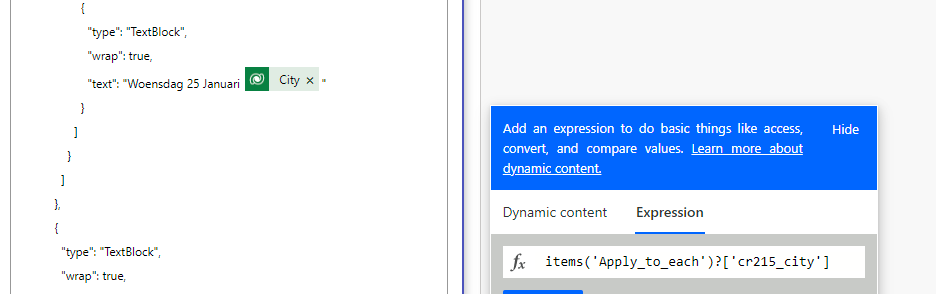 {
"type": "TextBlock",
"wrap": true,
"text": "Woensdag 25 Januari City × "
}
]
}
]
},
{
"type": "TextBlock",
"wrap": true,
Add an expression to do basic things like access, convert, and compare values. Learn more about dynamic content.
Hide
Dynamic content Expression
fx items('Apply_to_each')?['cr215_city']